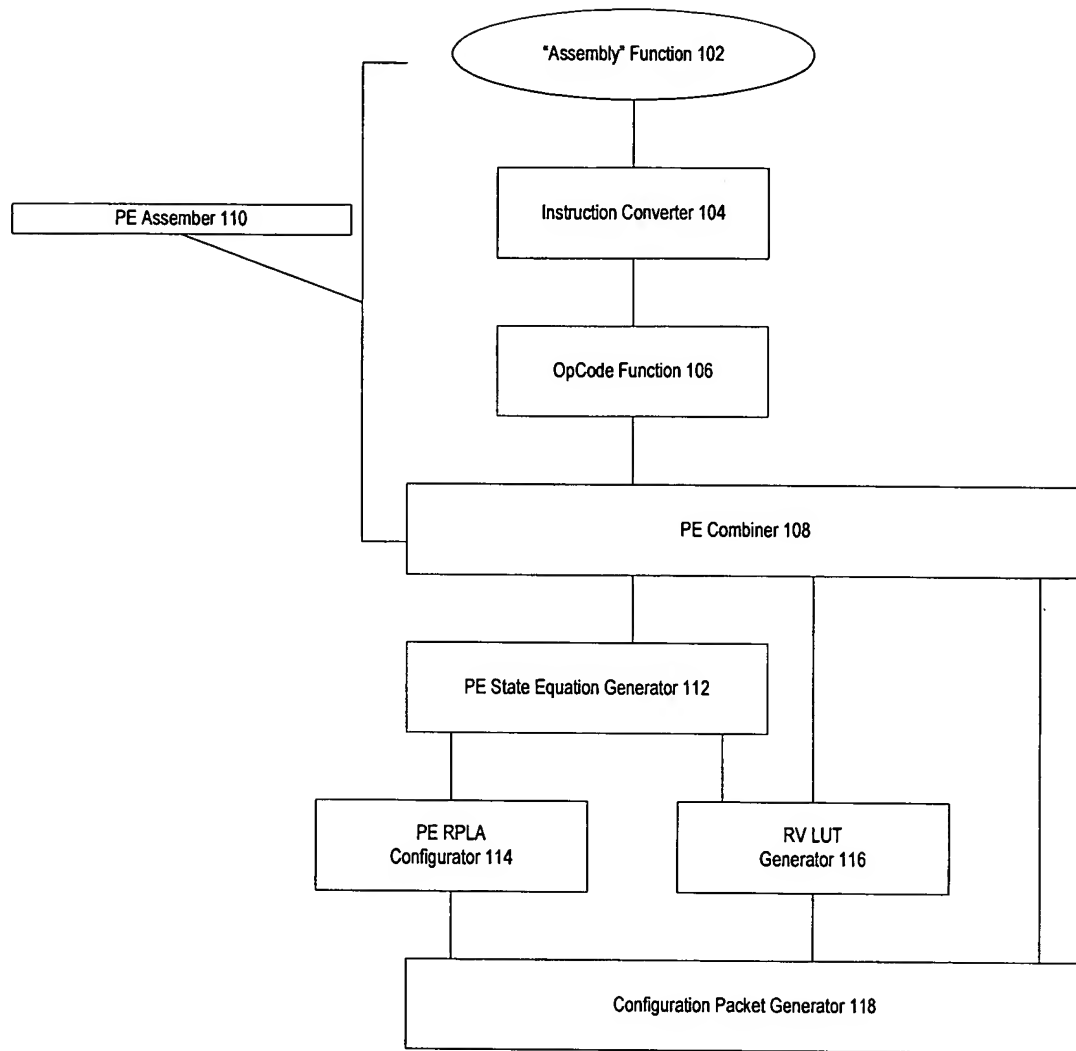 "Assembly" Function 102
Instruction Converter 104
PE Assember 110
OpCode Function 106
PE Combiner 108
PE State Equation Generator 112
PE RPLA
Configurator 114
RV LUT
Generator 116
Configuration Packet Generator 118